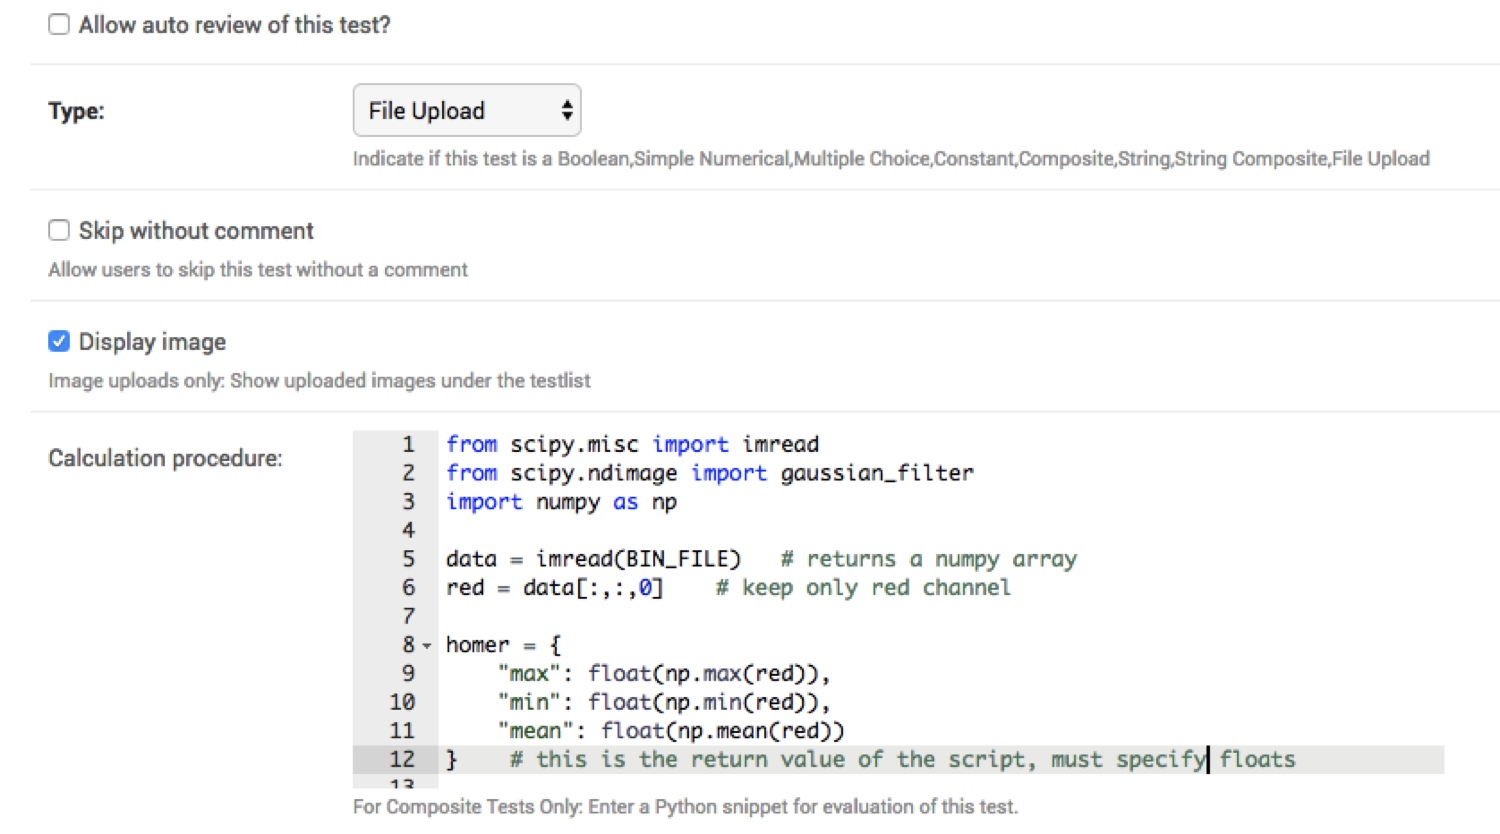 Allow auto review of this test?
Type:
File Upload
Indicate if this test is a Boolean,Simple Numerical,Multiple Choice,Constant,Composite,String,String Composite,File Upload
Skip without comment
Allow users to skip this test without a comment
Display image
Image uploads only: Show uploaded images under the testlist
Calculation procedure:
1 from scipy.misc import imread
2 from scipy.ndimage import gaussian_filter
3 import numpy as np
4
5 data = imread(BIN_FILE)   # returns a numpy array
6 red = data[:,:,0]    # keep only red channel
7
8 homer = {
9     "max": float(np.max(red)),
10     "min": float(np.min(red)),
11     "mean": float(np.mean(red))
12 }    # this is the return value of the script, must specify floats
13
For Composite Tests Only: Enter a Python snippet for evaluation of this test.